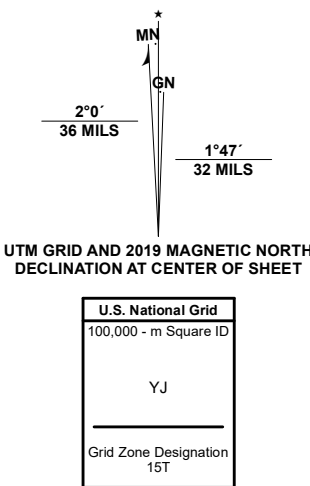 ★
MN
GN
2°0´
36 MILS
1°47´
32 MILS
UTM GRID AND 2019 MAGNETIC NORTH
DECLINATION AT CENTER OF SHEET
U.S. National Grid
100,000 - m Square ID
YJ
Grid Zone Designation
15T